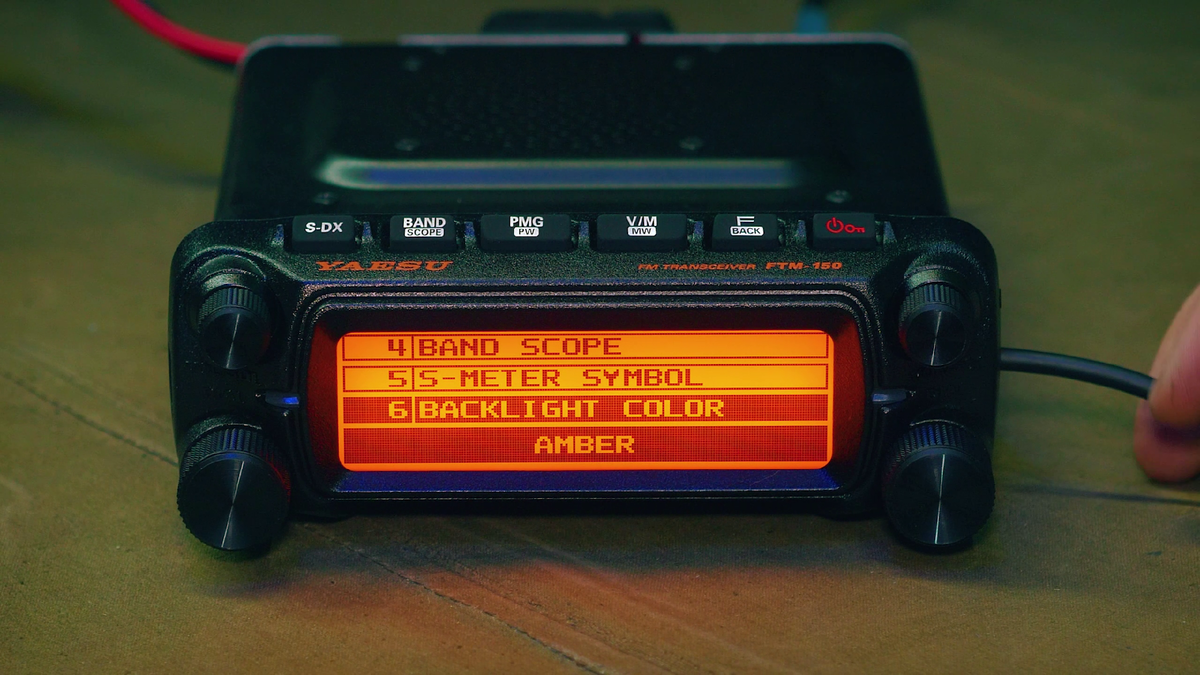 S-DX BAND PMG V/M F On
SCOPE PW MW BACK
YAESU FM TRANSCEIVER FTM-150
4 BAND SCOPE
5 S-METER SYMBOL
6 BACKLIGHT COLOR
AMBER